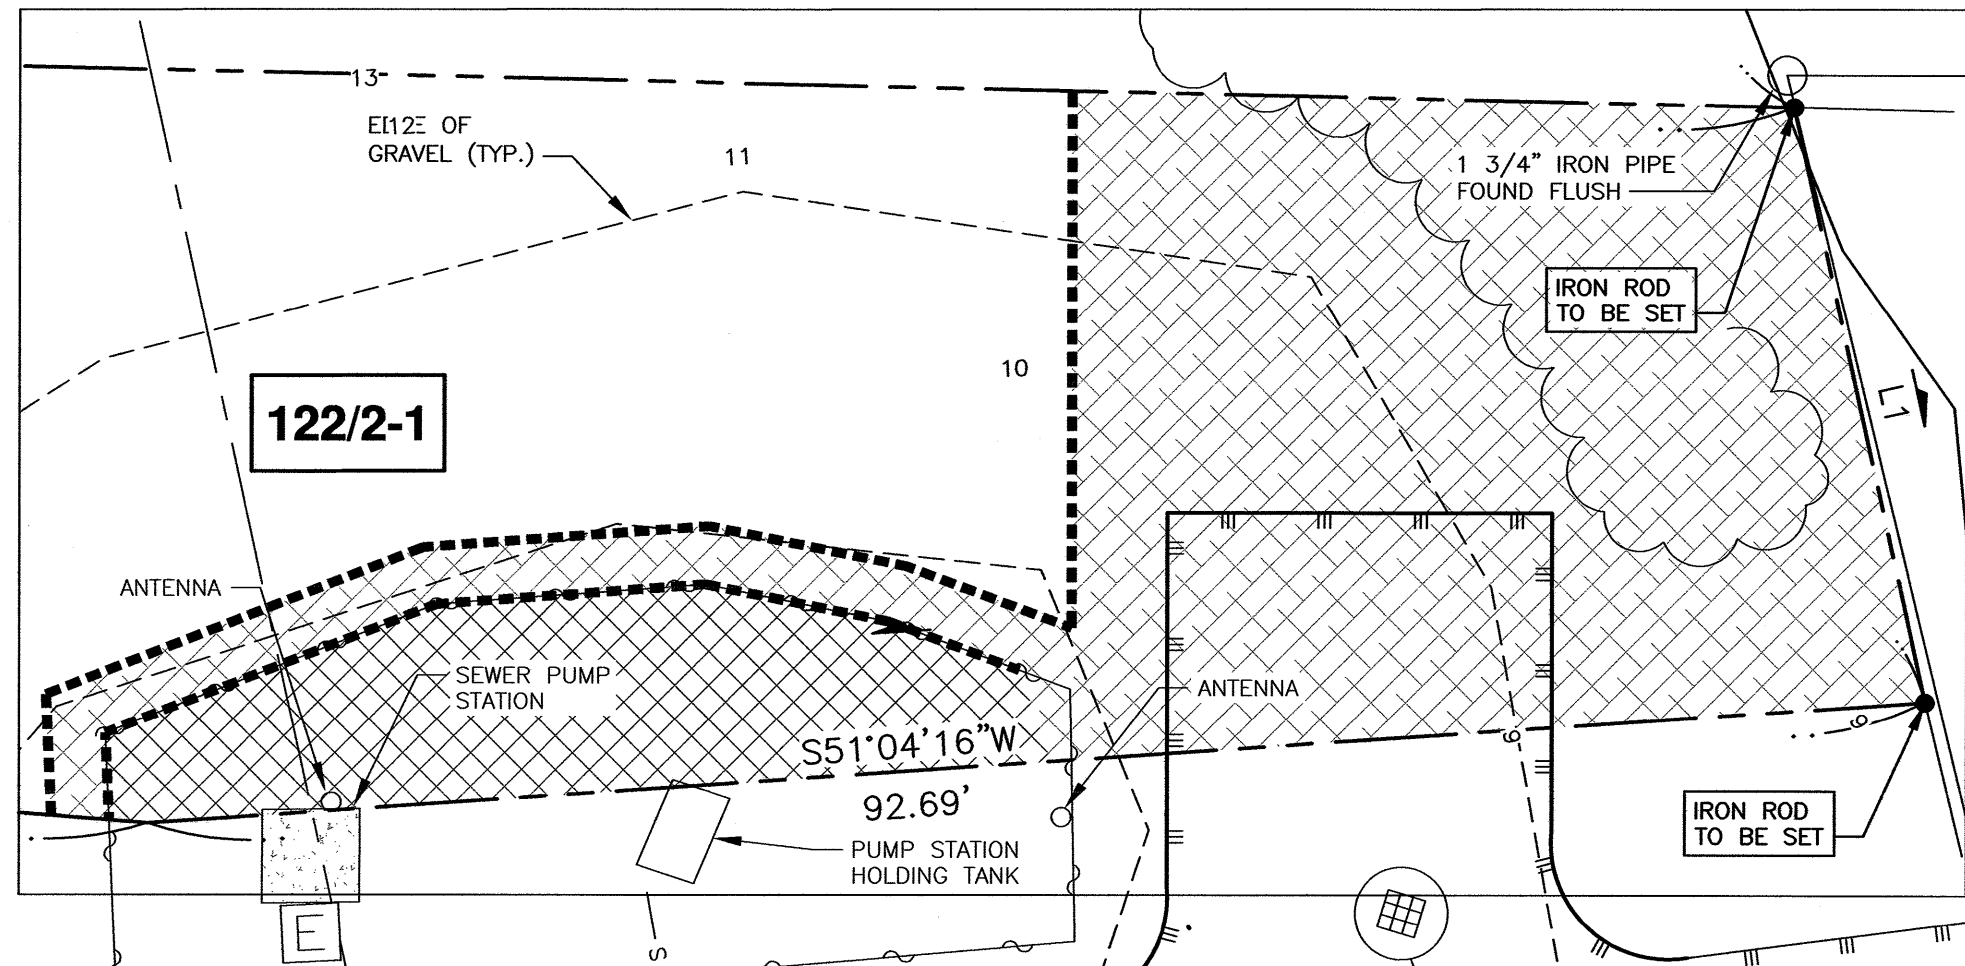 13
EI12E OF
GRAVEL (TYP.)
11
1 3/4" IRON PIPE
FOUND FLUSH
IRON ROD
TO BE SET
10
L1
122/2-1
ANTENNA
SEWER PUMP
STATION
ANTENNA
S51°04'16"W
92.69'
9
9
PUMP STATION
HOLDING TANK
IRON ROD
TO BE SET
E
S